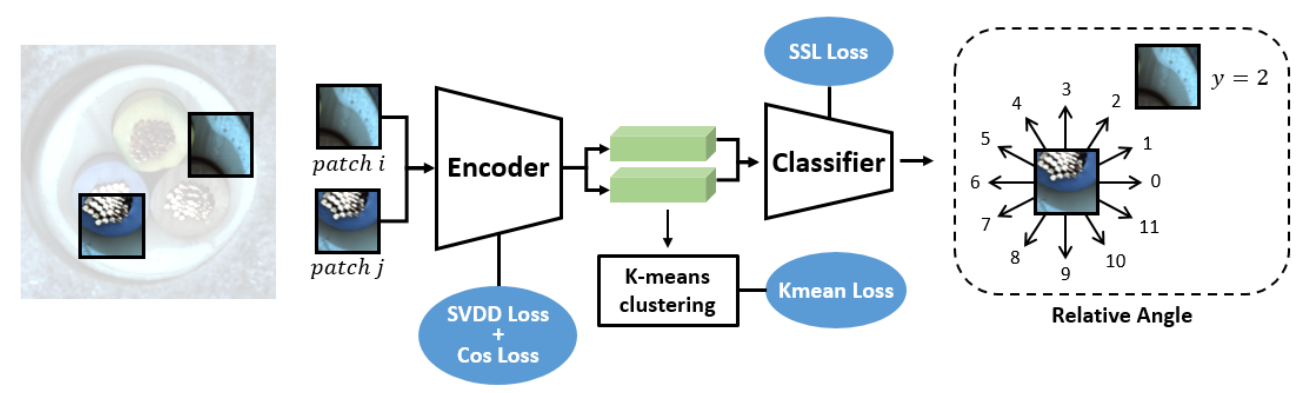 patch i
patch j
Encoder
SVDD Loss
+
Cos Loss
K-means
clustering
Kmean Loss
SSL Loss
Classifier
y = 2
3
4
2
5
1
6
0
7
11
8
10
9
Relative Angle